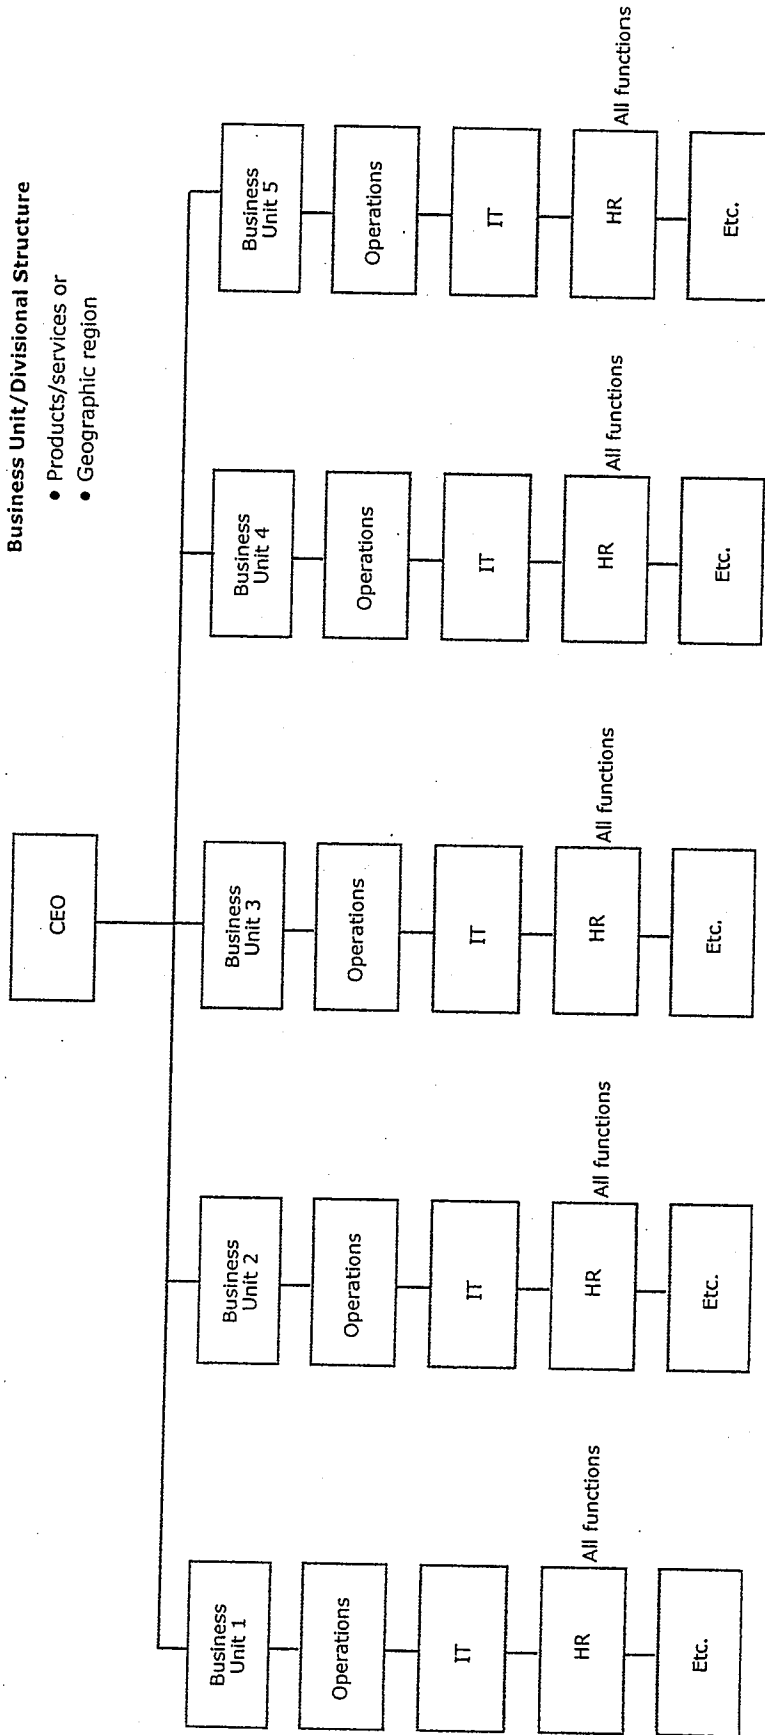 Business Unit/Divisional Structure
• Products/services or
• Geographic region
CEO
Business
Unit 1
Business
Unit 2
Business
Unit 3
Business
Unit 4
Business
Unit 5
Operations
Operations
Operations
Operations
Operations
IT
IT
IT
IT
IT
HR
All functions
HR
All functions
HR
All functions
HR
All functions
HR
All functions
Etc.
Etc.
Etc.
Etc.
Etc.